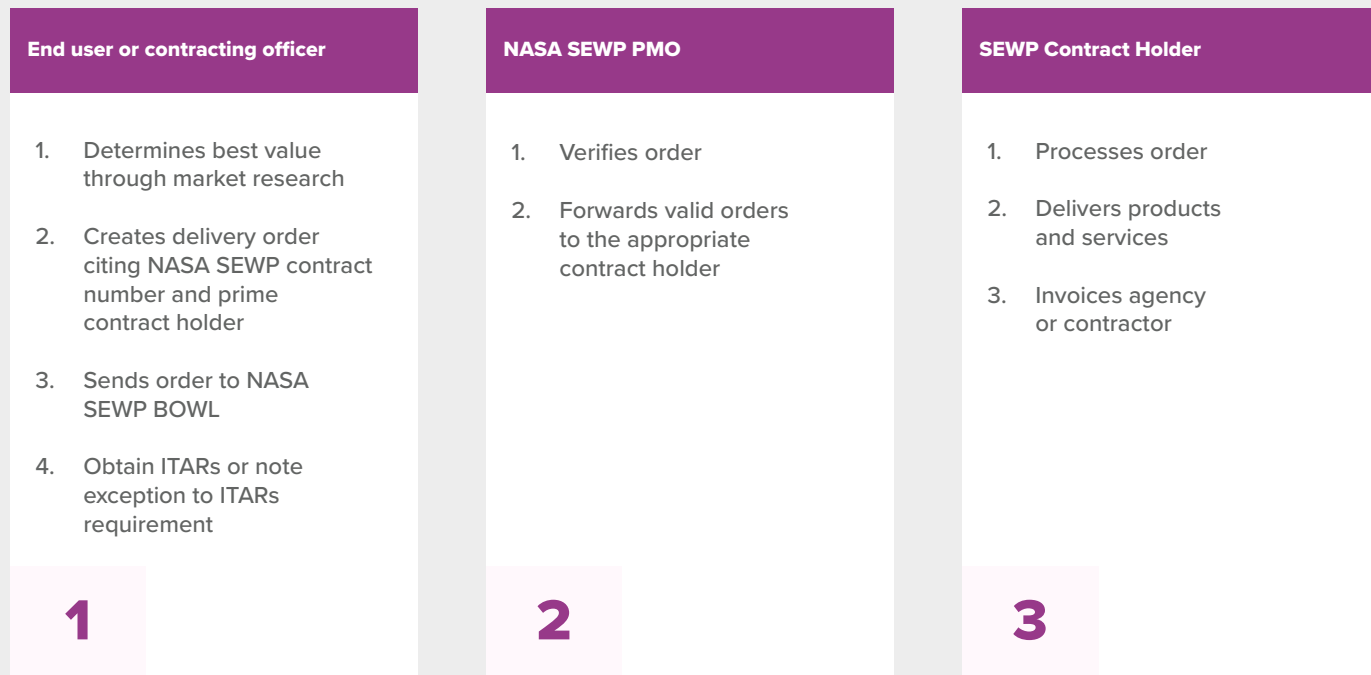 End user or contracting officer
1. Determines best value
through market research
2. Creates delivery order
citing NASA SEWP contract
number and prime
contract holder
3. Sends order to NASA
SEWP BOWL
4. Obtain ITARs or note
exception to ITARs
requirement
1
NASA SEWP PMO
1. Verifies order
2. Forwards valid orders
to the appropriate
contract holder
2
SEWP Contract Holder
1. Processes order
2. Delivers products
and services
3. Invoices agency
or contractor
3